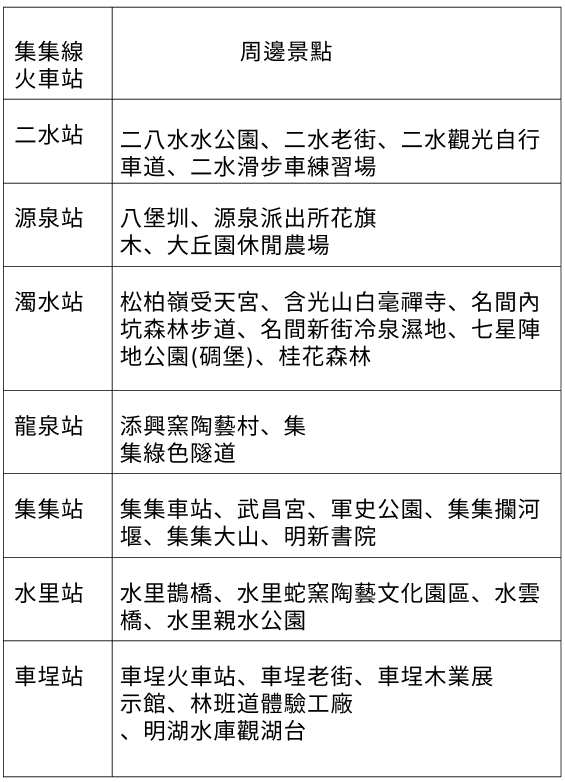 集集線
火車站
周邊景點
二水站
二八水水公園、二水老街、二水觀光自行
車道、二水滑步車練習場
源泉站
八堡圳、源泉派出所花旗
木、大丘園休閒農場
濁水站
松柏嶺受天宮、含光山白毫禪寺、名間內
坑森林步道、名間新街冷泉濕地、七星陣
地公園(碉堡)、桂花森林
龍泉站
添興窯陶藝村、集
集綠色隧道
集集站
集集車站、武昌宮、軍史公園、集集攔河
堰、集集大山、明新書院
水里站
水里鵲橋、水里蛇窯陶藝文化園區、水雲
橋、水里親水公園
車埕站
車埕火車站、車埕老街、車埕木業展
示館、林班道體驗工廠
、明湖水庫觀湖台